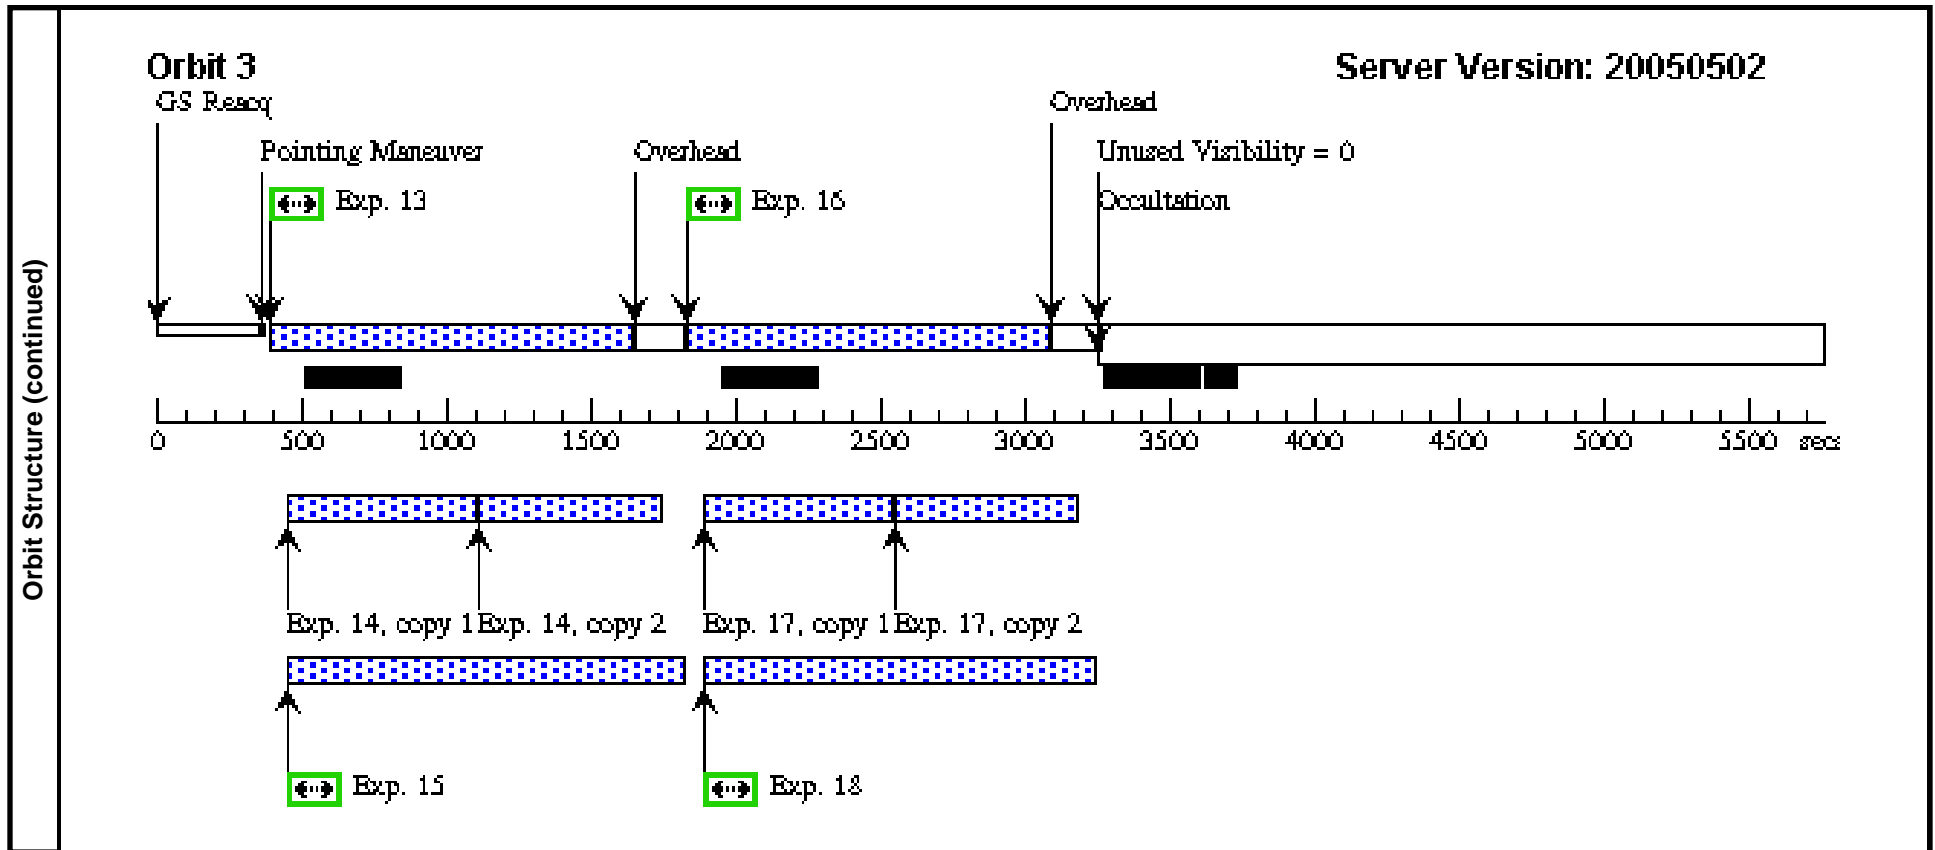 Orbit Structure (continued)
Orbit 3
Server Version: 20050502
GS Reacq
Overhead
Pointing Maneuver
Overhead
Unused Visibility = 0
Exp. 13
Exp. 16
Occultation
0 500 1000 1500 2000 2500 3000 3500 4000 4500 5000 5500 secs
Exp. 14, copy 1 Exp. 14, copy 2
Exp. 17, copy 1 Exp. 17, copy 2
Exp. 15
Exp. 18